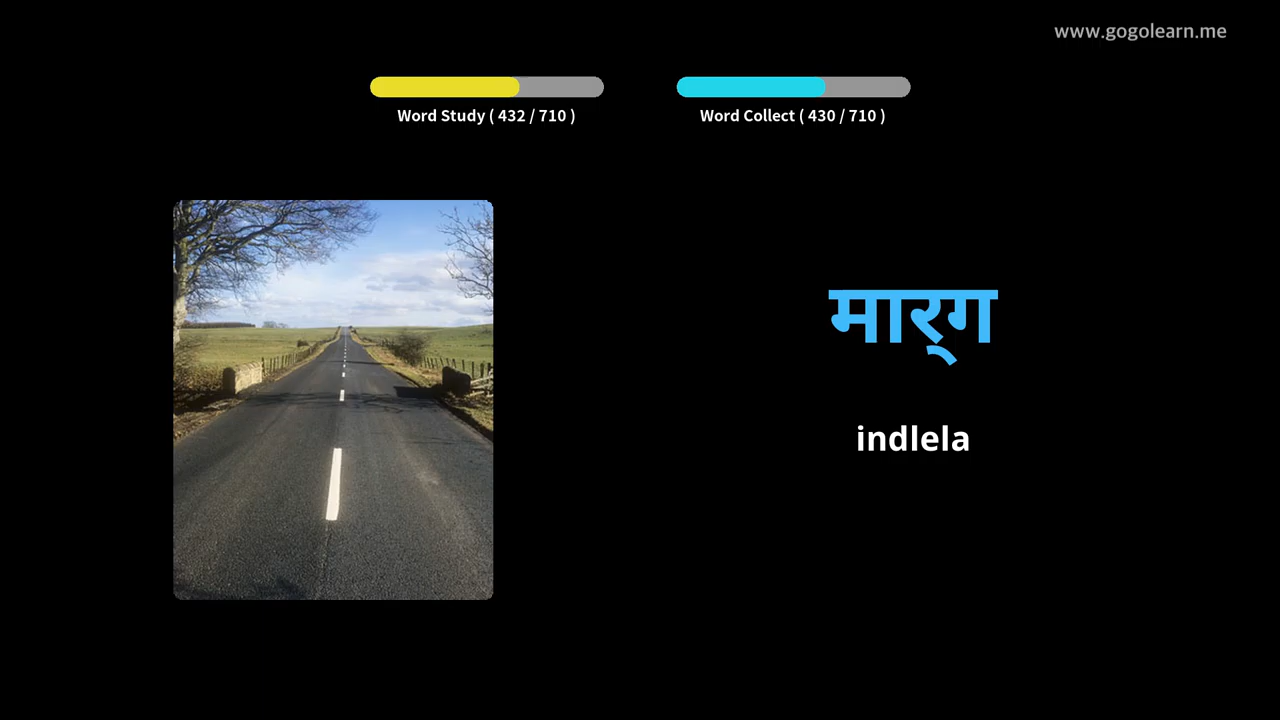 www.gogolearn.me
Word Study ( 432 / 710 )
Word Collect ( 430 / 710 )
मार्‌ग
indlela